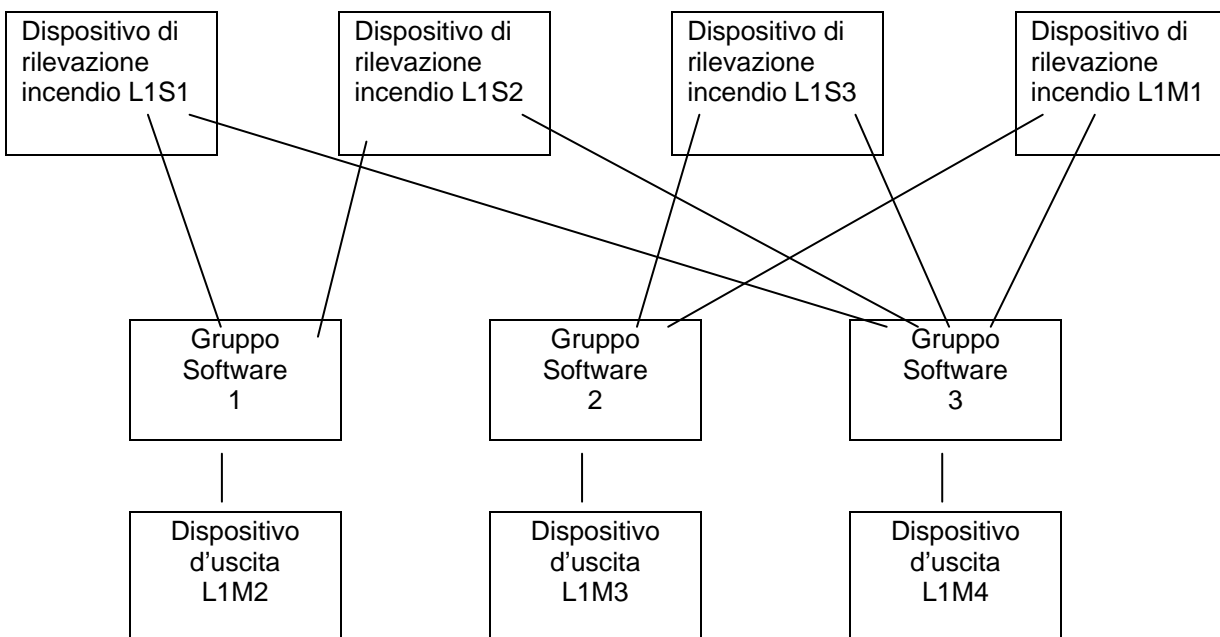 Dispositivo di
rilevazione
incendio L1S1
Dispositivo di
rilevazione
incendio L1S2
Dispositivo di
rilevazione
incendio L1S3
Dispositivo di
rilevazione
incendio L1M1
Gruppo
Software
1
Gruppo
Software
2
Gruppo
Software
3
Dispositivo
d’uscita
L1M2
Dispositivo
d’uscita
L1M3
Dispositivo
d’uscita
L1M4